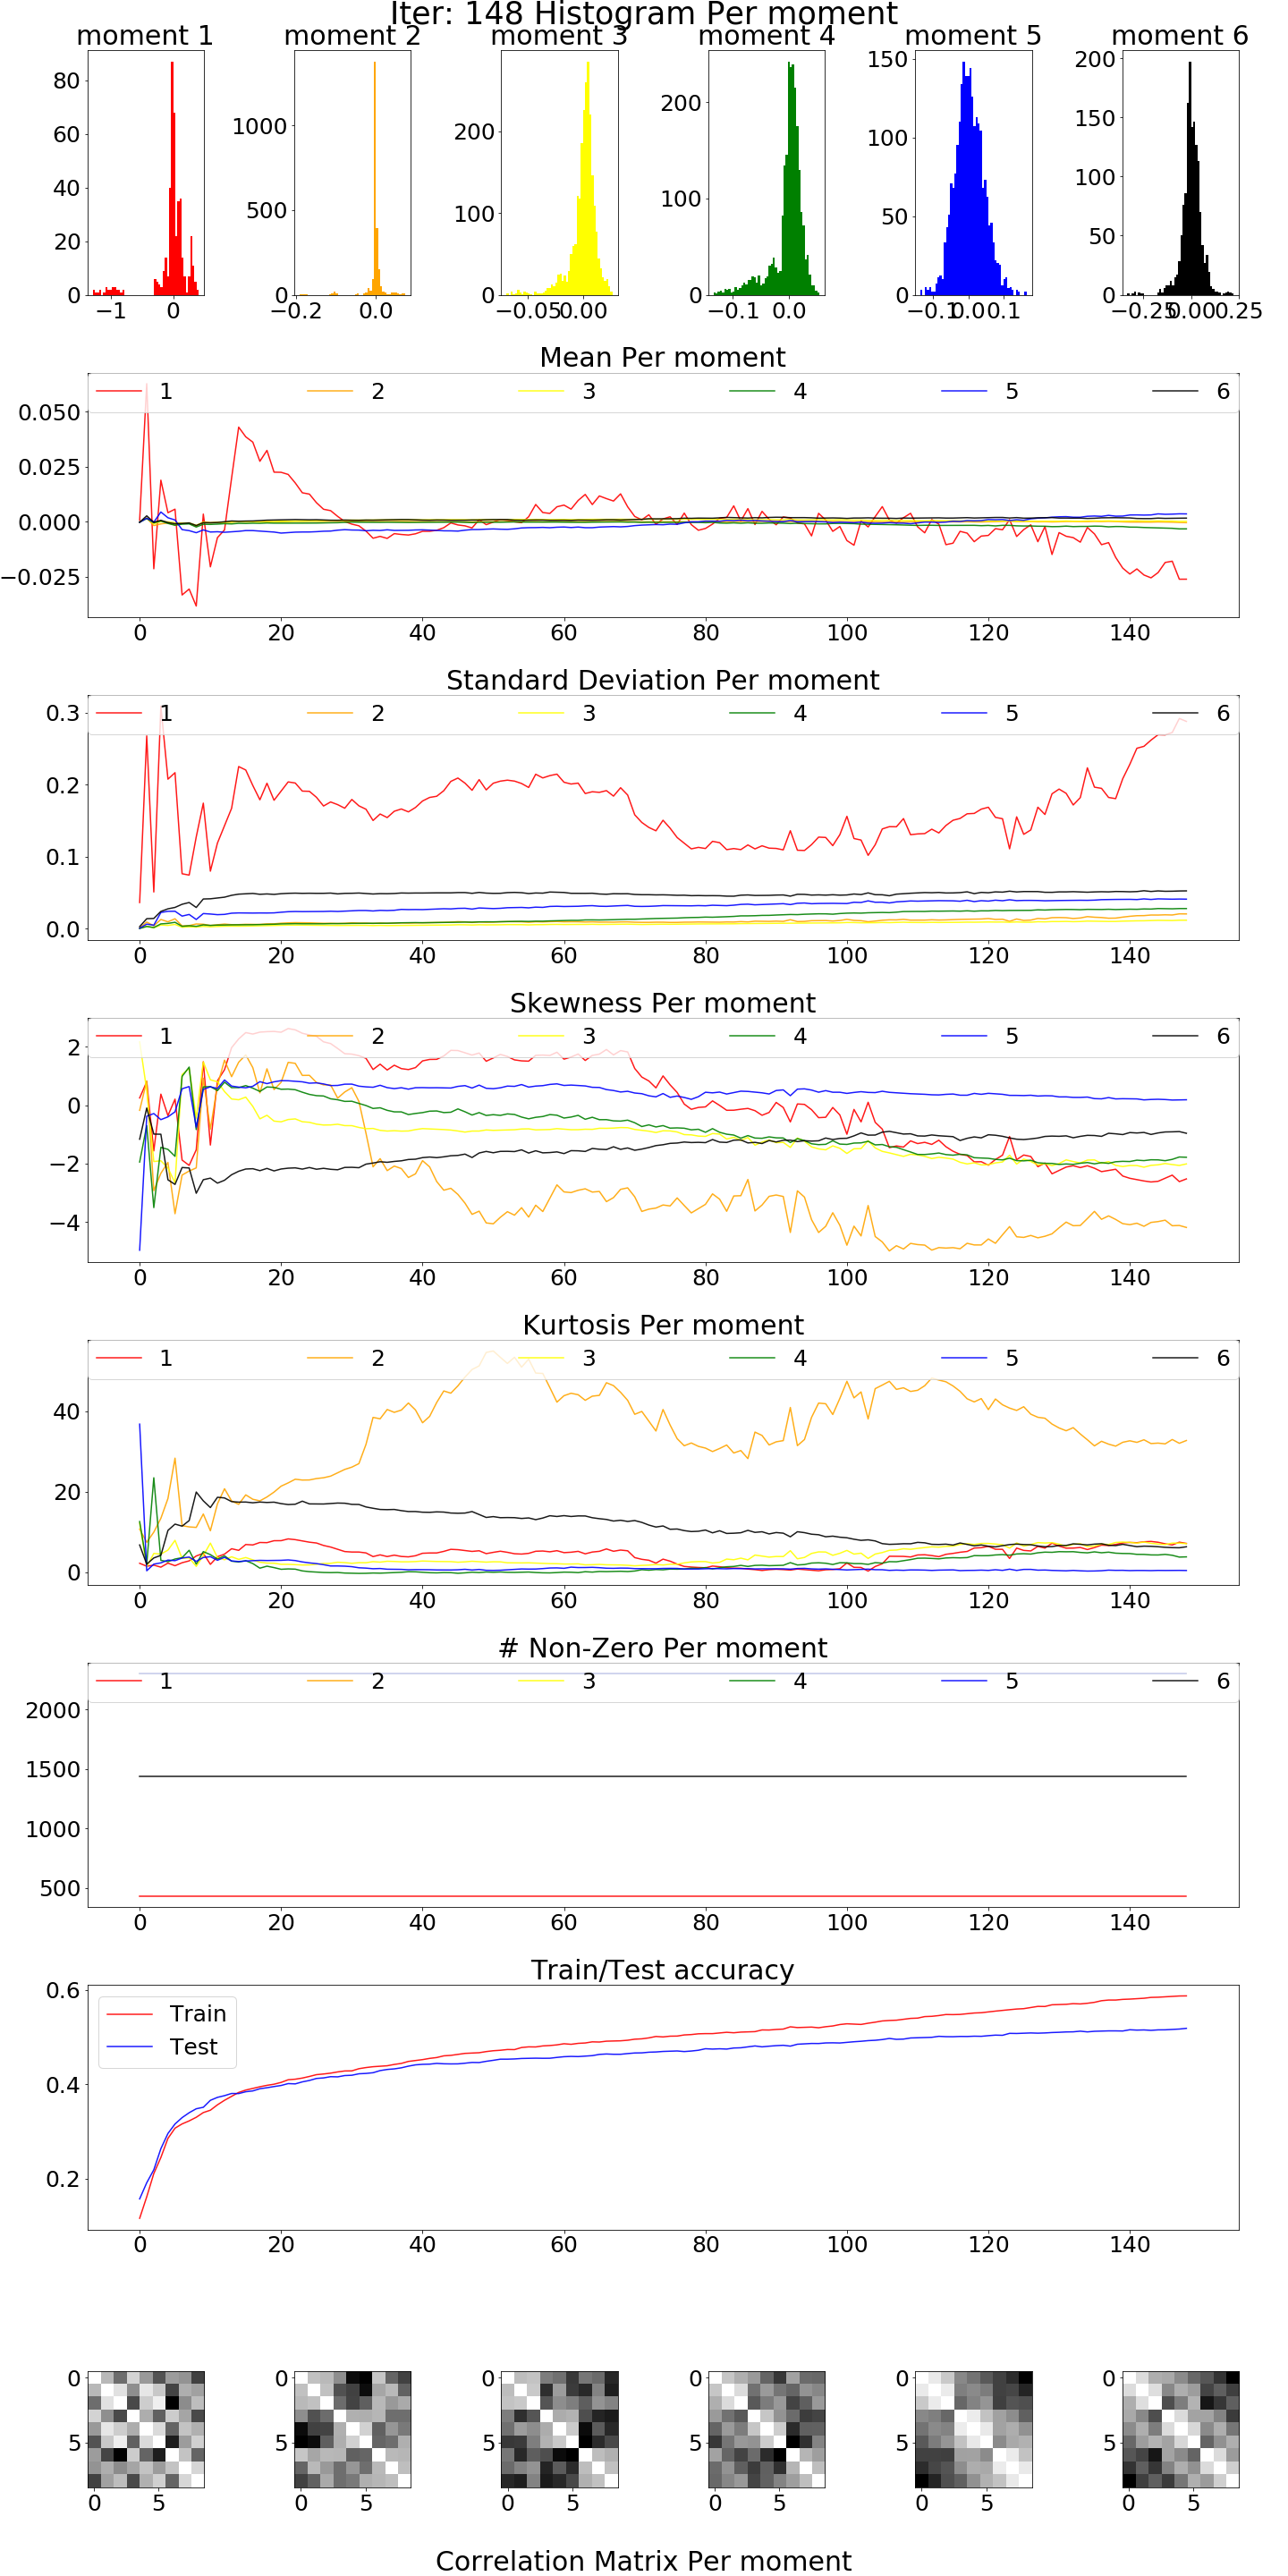 Iter: 148 Histogram Per moment
moment 1 moment 2 moment 3 moment 4 moment 5 moment 6
80 60 40 20 0
−1 0
1000 500 0
−0.2 0.0
200 100 0
−0.05 0.00
200 100 0
−0.1 0.0
150 100 50 0
−0.1 0.0 0.1
200 150 100 50 0
−0.25 0.00 0.25
Mean Per moment
1 2 3 4 5 6
0.050
0.025
0.000
−0.025
0 20 40 60 80 100 120 140
Standard Deviation Per moment
1 2 3 4 5 6
0.3
0.2
0.1
0.0
0 20 40 60 80 100 120 140
Skewness Per moment
1 2 3 4 5 6
2
0
−2
−4
0 20 40 60 80 100 120 140
Kurtosis Per moment
1 2 3 4 5 6
40
20
0
0 20 40 60 80 100 120 140
# Non-Zero Per moment
1 2 3 4 5 6
2000
1500
1000
500
0 20 40 60 80 100 120 140
Train/Test accuracy
0.6
Train
Test
0.4
0.2
0 20 40 60 80 100 120 140
0 0 0 0 0 0
5 5 5 5 5 5
0 5 0 5 0 5 0 5 0 5 0 5
Correlation Matrix Per moment